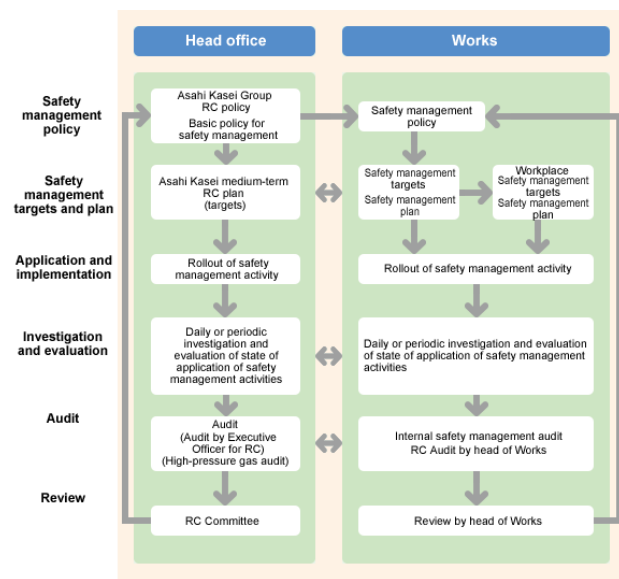 Head office
Works
Safety
management
policy
Asahi Kasei Group
RC policy
Basic policy for
safety management
Safety management
policy
Safety
management
targets and plan
Asahi Kasei medium-term
RC plan
(targets)
Safety management
targets
Safety management
plan
Workplace
Safety management
targets
Safety management
plan
Application and
implementation
Rollout of safety
management activity
Rollout of safety management activity
Investigation
and evaluation
Daily or periodic
investigation and
evaluation of state of
application of safety
management activities
Daily or periodic investigation and evaluation
of state of application of safety management
activities
Audit
Audit
(Audit by Executive
Officer for RC)
(High-pressure gas audit)
Internal safety management audit
RC Audit by head of Works
Review
RC Committee
Review by head of Works